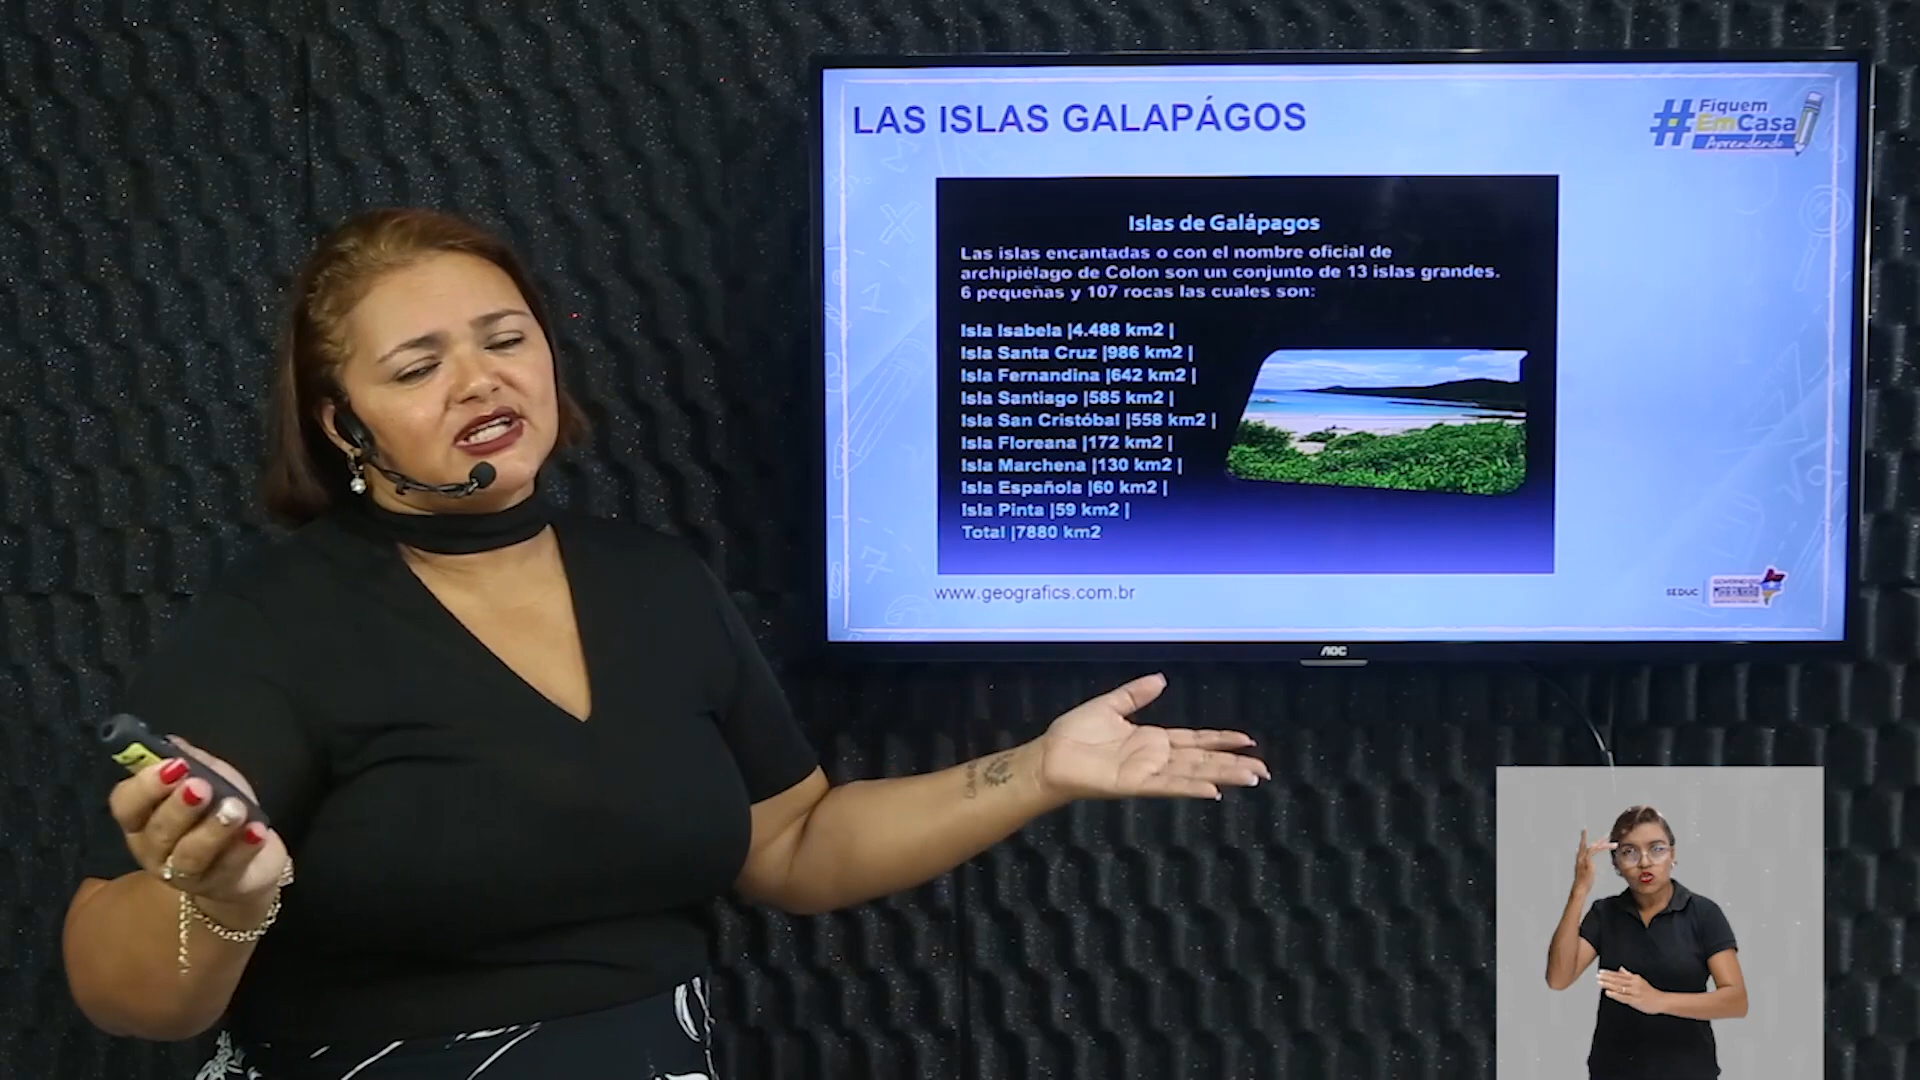 LAS ISLAS GALAPÁGOS
#Fiquem
EmCasa
Aprendendo
Islas de Galápagos
Las islas encantadas o con el nombre oficial de
archipiélago de Colon son un conjunto de 13 islas grandes.
6 pequeñas y 107 rocas las cuales son:
Isla Isabela |4.488 km2 |
Isla Santa Cruz |986 km2 |
Isla Fernandina |642 km2 |
Isla Santiago |585 km2 |
Isla San Cristóbal |558 km2 |
Isla Floreana |172 km2 |
Isla Marchena |130 km2 |
Isla Española |60 km2 |
Isla Pinta |59 km2 |
Total |7880 km2
www.geografics.com.br
SEDUC
GOVERNO DO
MARANHÃO
AOC